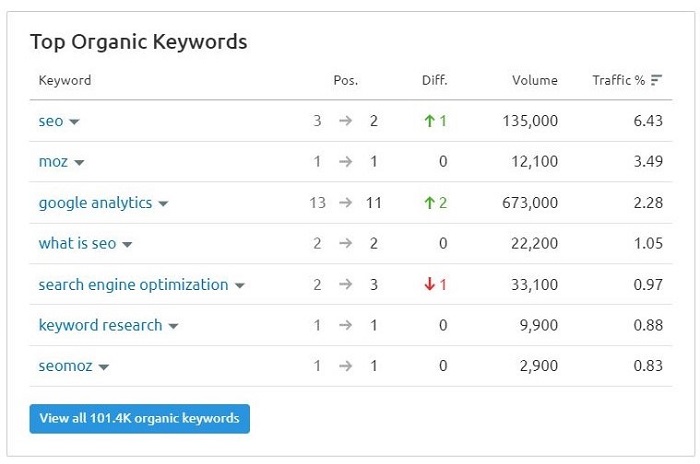 Top Organic Keywords
Keyword Pos. Diff. Volume Traffic %
seo 3 → 2 ↑ 1 135,000 6.43
moz 1 → 1 0 12,100 3.49
google analytics 13 → 11 ↑ 2 673,000 2.28
what is seo 2 → 2 0 22,200 1.05
search engine optimization 2 → 3 ↓ 1 33,100 0.97
keyword research 1 → 1 0 9,900 0.88
seomoz 1 → 1 0 2,900 0.83
View all 101.4K organic keywords